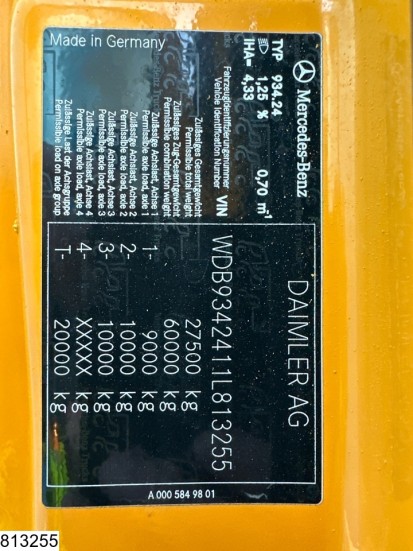 Mercedes-Benz
TYP 934.24
1,25 % 0,70 m⁻¹
IHA= 4,33
Fahrzeugidentifizierungsnummer
Vehicle Identification Number VIN
DAIMLER AG
WDB9342411L813255
Zulässiges Gesamtgewicht
Permissible total weight 27500 kg
Zulässiges Zug-Gesamtgewicht
Permissible combination weight 60000 kg
Zulässige Achslast, Achse 1
Permissible axle load, axle 1 1- 9000 kg
Zulässige Achslast, Achse 2
Permissible axle load, axle 2 2- 10000 kg
Zulässige Achslast, Achse 3
Permissible axle load, axle 3 3- 10000 kg
Zulässige Achslast, Achse 4
Permissible axle load, axle 4 4- XXXXX kg
Zulässige Last der Achsgruppe
Permissible load on axle group T- 20000 kg
Made in Germany
A 000 584 98 01
813255